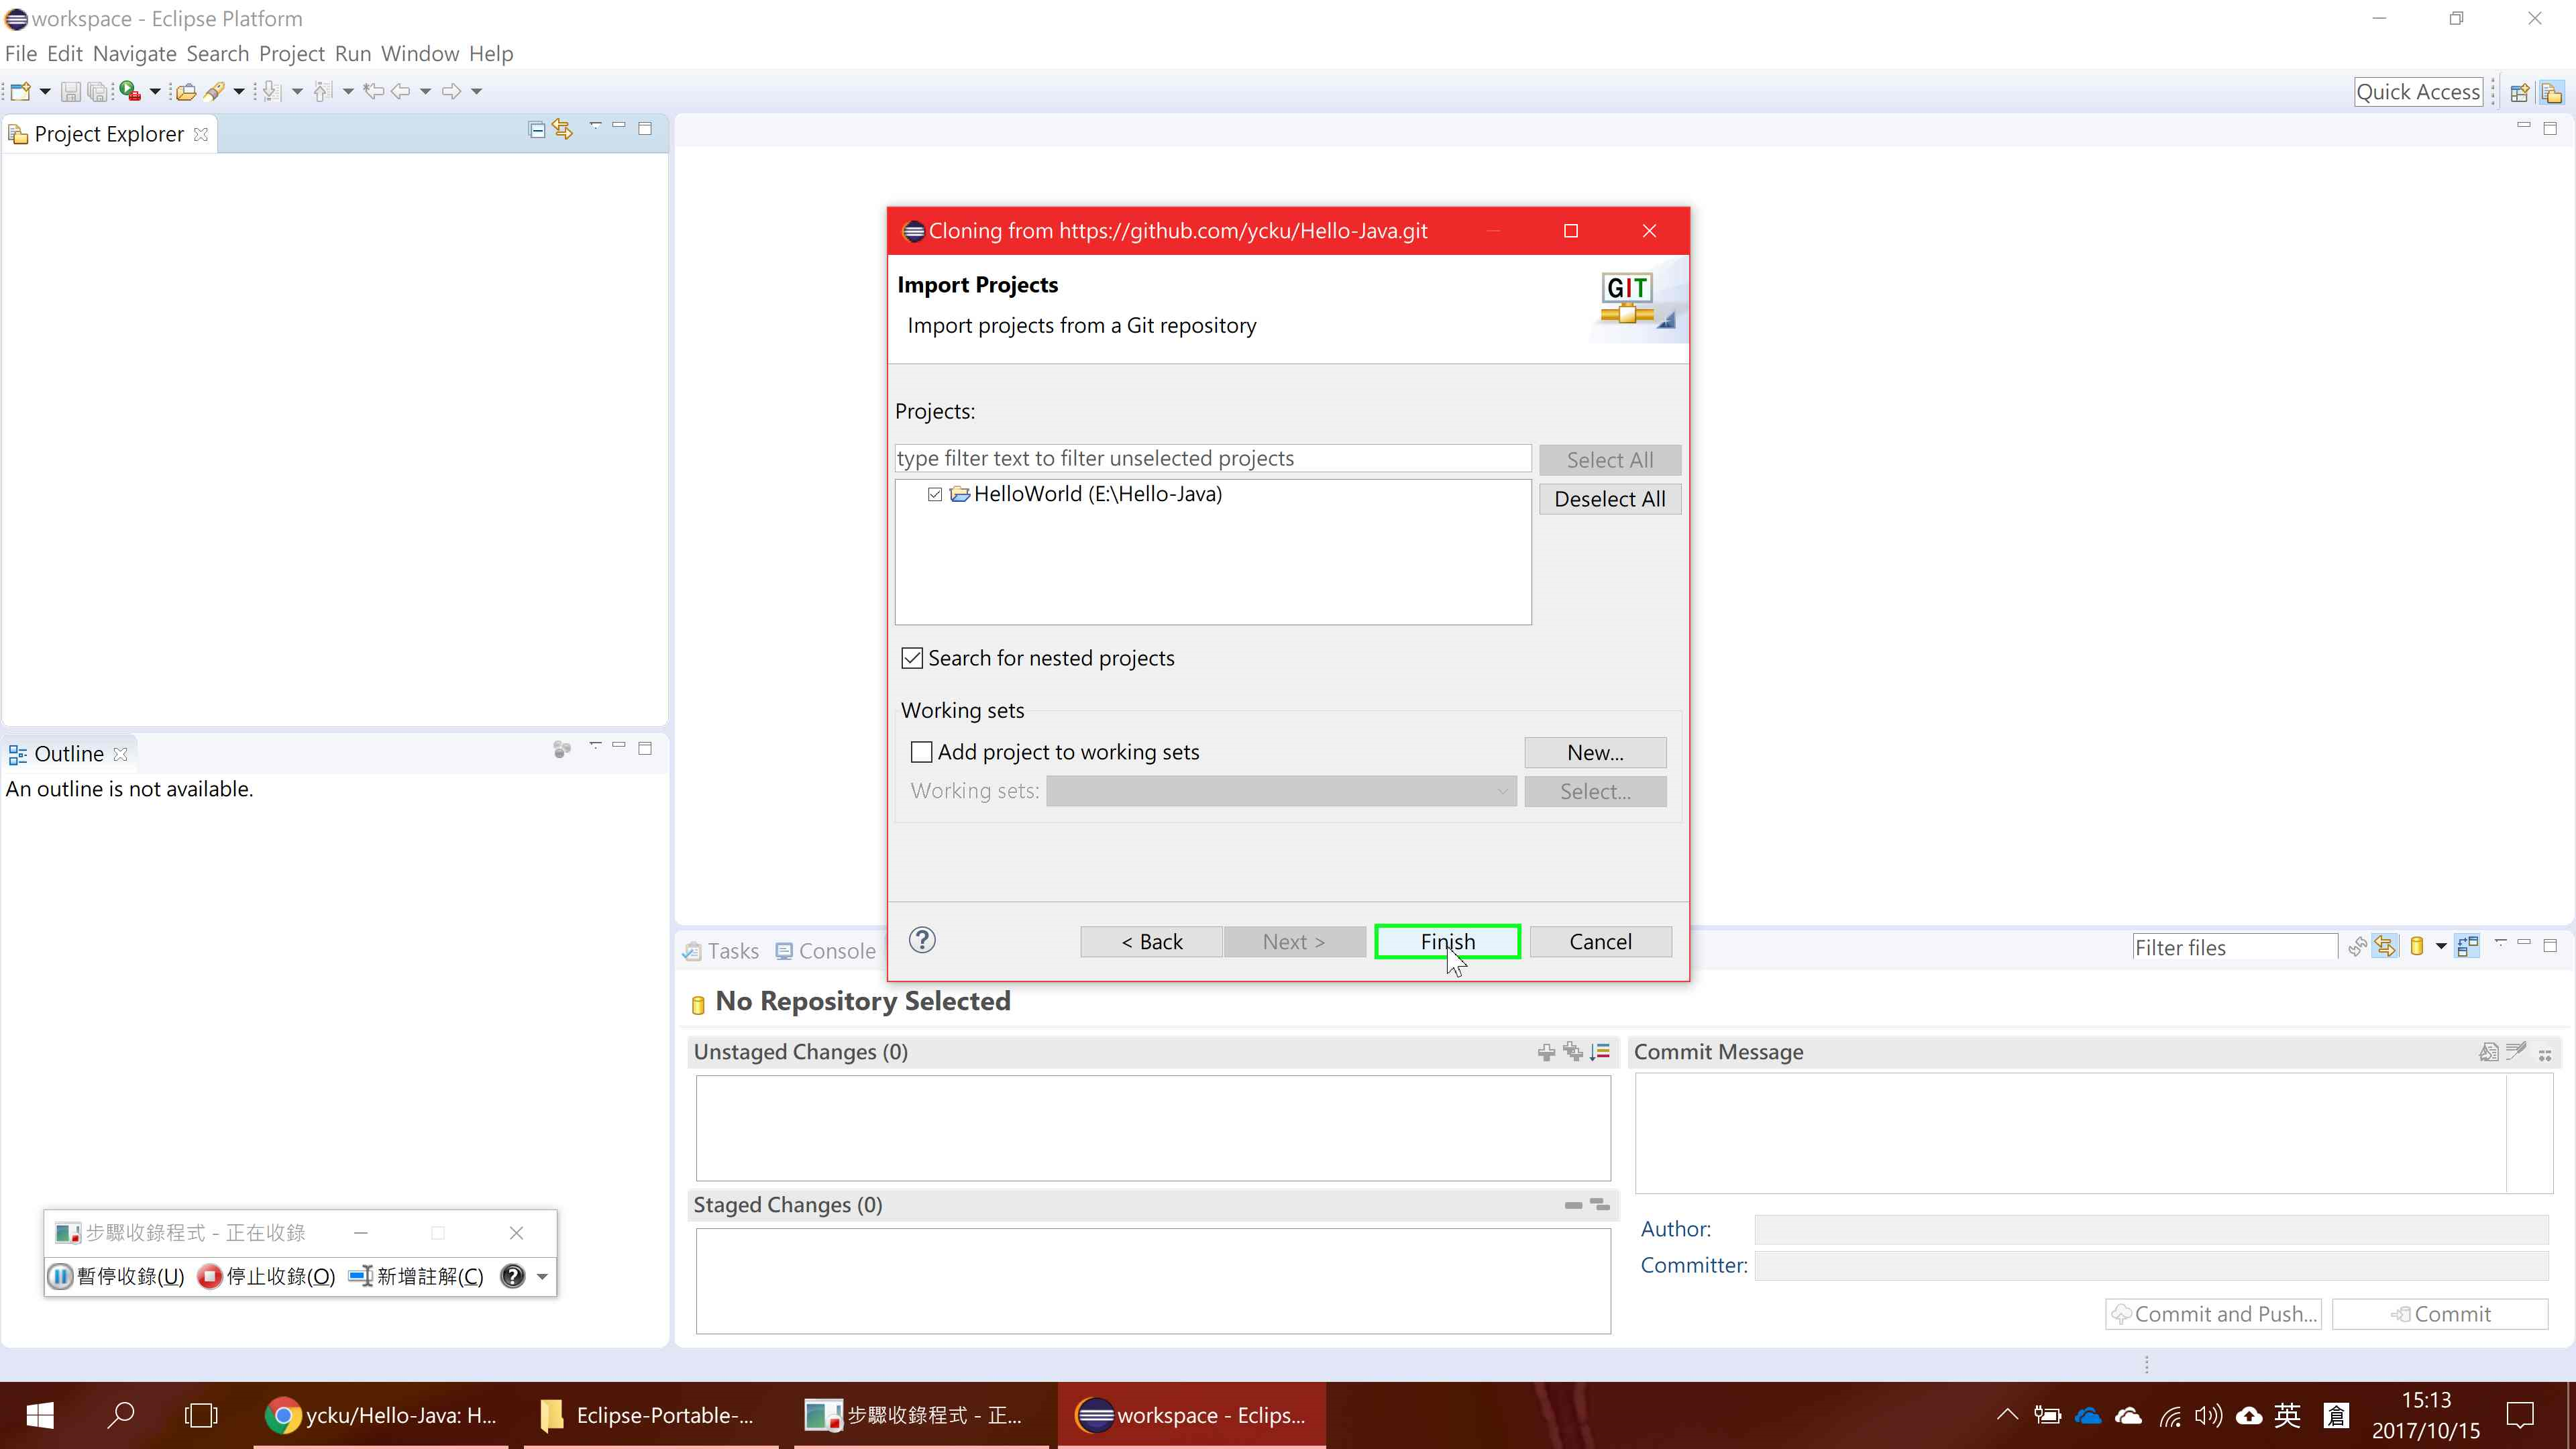 workspace - Eclipse Platform
File Edit Navigate Search Project Run Window Help
Quick Access
Project Explorer
Cloning from https://github.com/ycku/Hello-Java.git
Import Projects
Import projects from a Git repository
GIT
Projects:
type filter text to filter unselected projects
Select All
HelloWorld (E:\Hello-Java)
Deselect All
Search for nested projects
Working sets
Add project to working sets
New...
Working sets:
Select...
< Back
Next >
Finish
Cancel
Outline
An outline is not available.
Tasks
Console
Filter files
No Repository Selected
Unstaged Changes (0)
Commit Message
Staged Changes (0)
Author:
Committer:
Commit and Push...
Commit
步驟收錄程式 - 正在收錄
暫停收錄(U)
停止收錄(O)
新增註解(C)
ycku/Hello-Java: H...
Eclipse-Portable-...
步驟收錄程式 - 正...
workspace - Eclips...
英
倉
15:13
2017/10/15